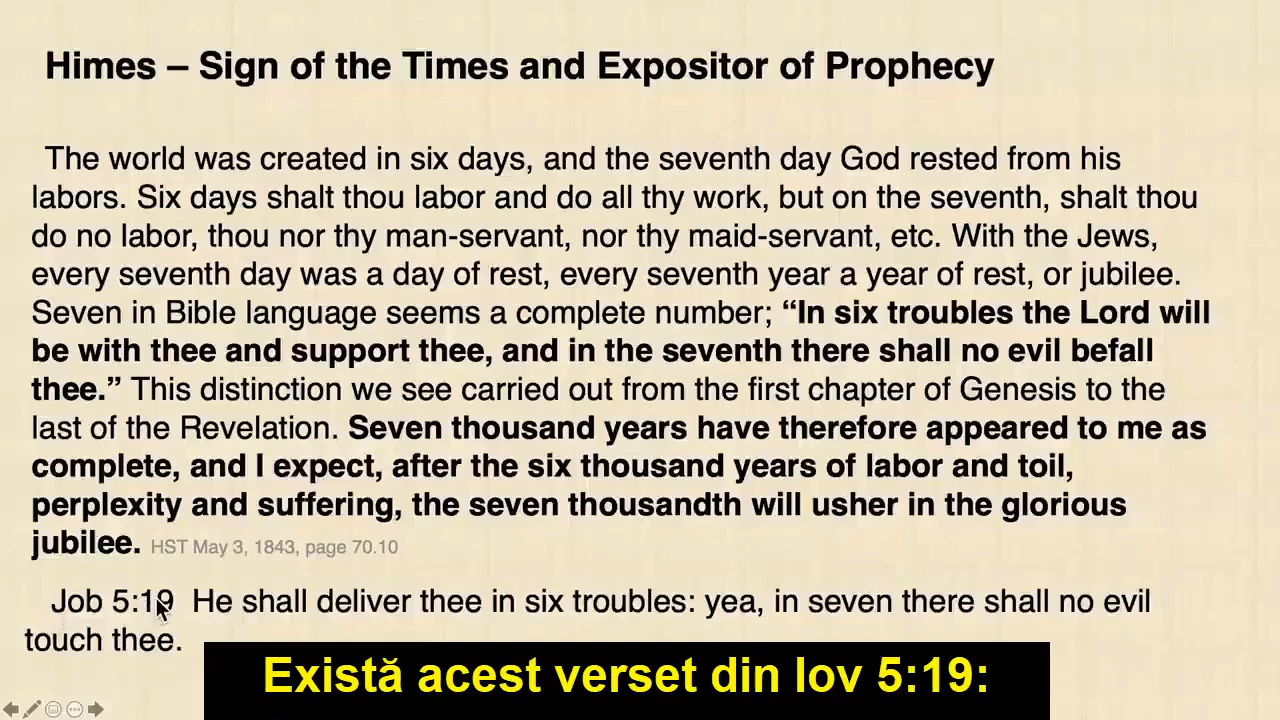 Himes – Sign of the Times and Expositor of Prophecy
The world was created in six days, and the seventh day God rested from his
labors. Six days shalt thou labor and do all thy work, but on the seventh, shalt thou
do no labor, thou nor thy man-servant, nor thy maid-servant, etc. With the Jews,
every seventh day was a day of rest, every seventh year a year of rest, or jubilee.
Seven in Bible language seems a complete number; “In six troubles the Lord will
be with thee and support thee, and in the seventh there shall no evil befall
thee.” This distinction we see carried out from the first chapter of Genesis to the
last of the Revelation. Seven thousand years have therefore appeared to me as
complete, and I expect, after the six thousand years of labor and toil,
perplexity and suffering, the seven thousandth will usher in the glorious
jubilee. HST May 3, 1843, page 70.10
Job 5:19 He shall deliver thee in six troubles: yea, in seven there shall no evil
touch thee.
Există acest verset din Iov 5:19: